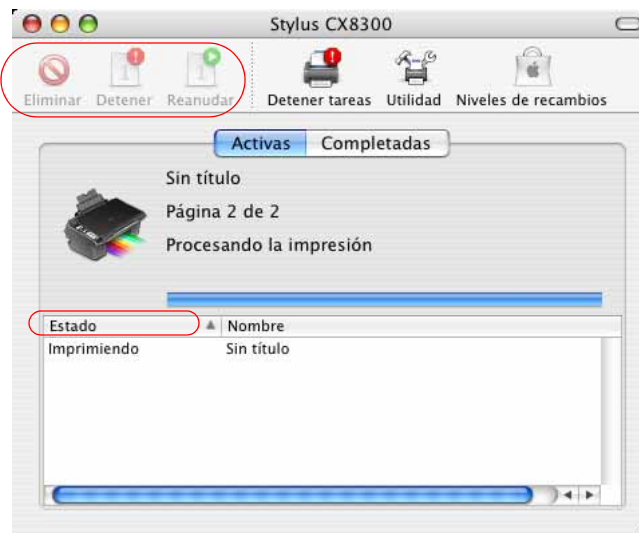 Stylus CX8300
Eliminar Detener Reanudar Detener tareas Utilidad Niveles de recambios
Activas Completadas
Sin título
Página 2 de 2
Procesando la impresión
Estado Nombre
Imprimiendo Sin título